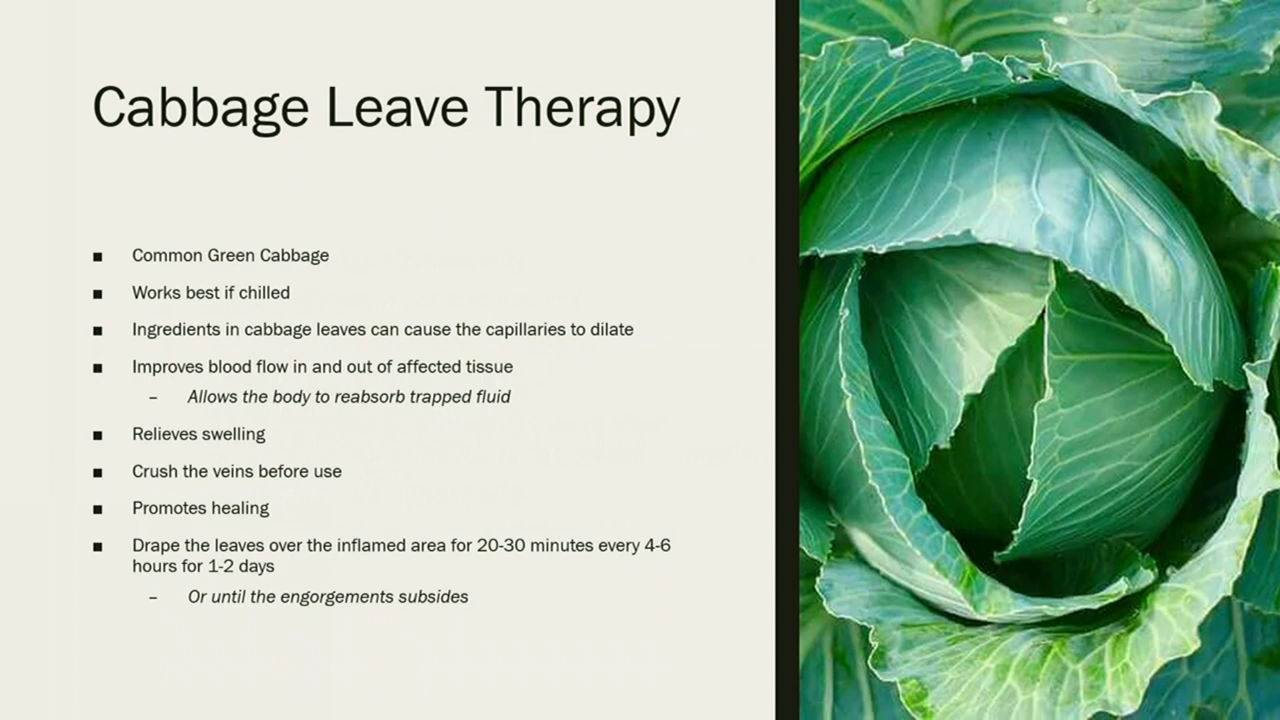 Cabbage Leave Therapy
▪ Common Green Cabbage
▪ Works best if chilled
▪ Ingredients in cabbage leaves can cause the capillaries to dilate
▪ Improves blood flow in and out of affected tissue
– Allows the body to reabsorb trapped fluid
▪ Relieves swelling
▪ Crush the veins before use
▪ Promotes healing
▪ Drape the leaves over the inflamed area for 20-30 minutes every 4-6
hours for 1-2 days
– Or until the engorgements subsides